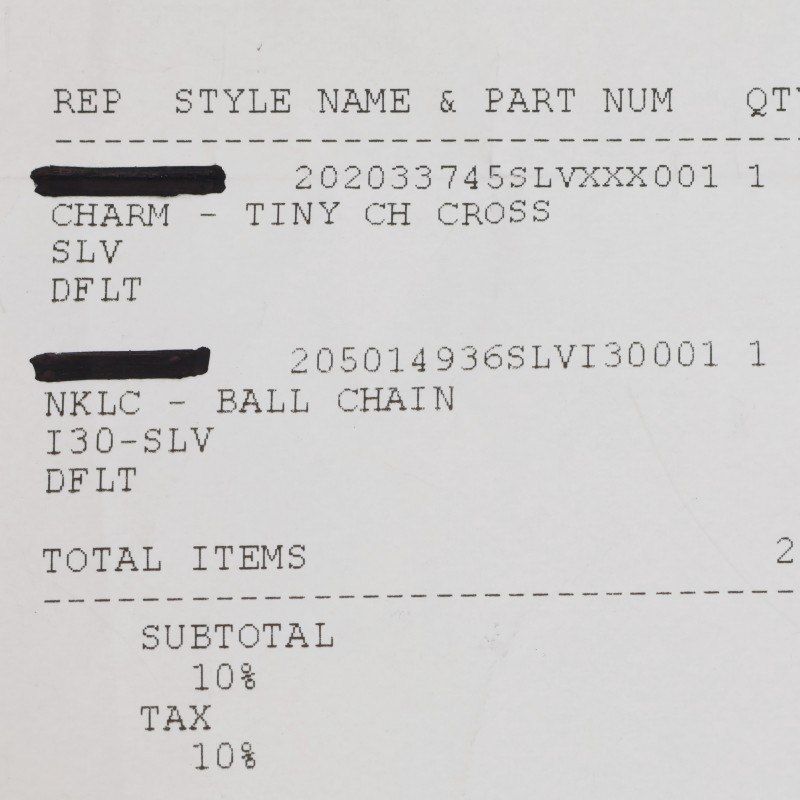 REP STYLE NAME & PART NUM QTY
--------------------------------
202033745SLVXXX001 1
CHARM - TINY CH CROSS
SLV
DFLT
205014936SLVI30001 1
NKLC - BALL CHAIN
I30-SLV
DFLT
TOTAL ITEMS 2
--------------------------------
SUBTOTAL
10%
TAX
10%